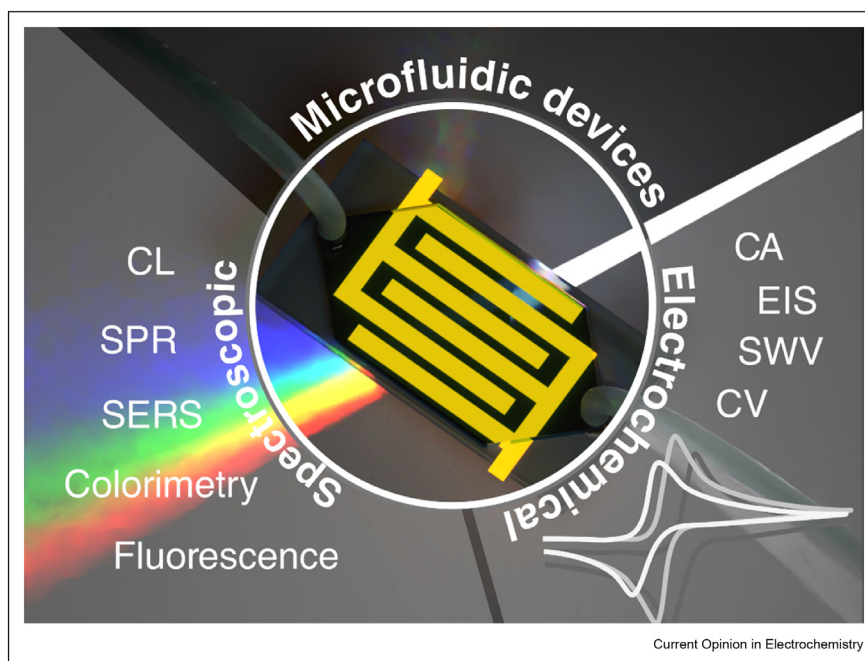 Microfluidic devices
Spectroscopic
Electrochemical
CL
SPR
SERS
Colorimetry
Fluorescence
CA
EIS
SWV
CV
Current Opinion in Electrochemistry